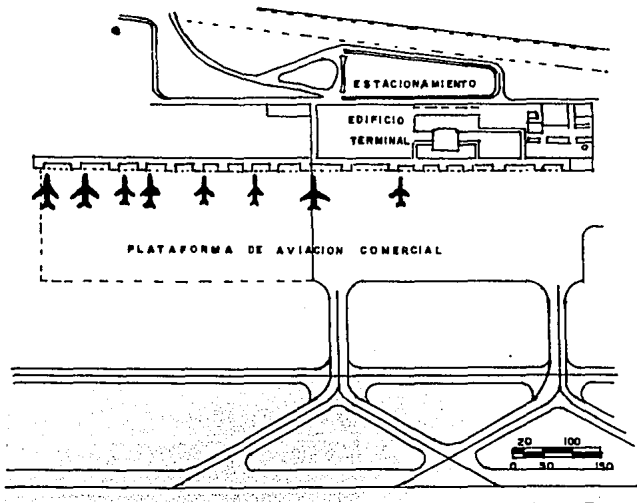 ESTACIONAMIENTO
EDIFICIO
TERMINAL
PLATAFORMA DE AVIACION COMERCIAL
20 100
0 50 150